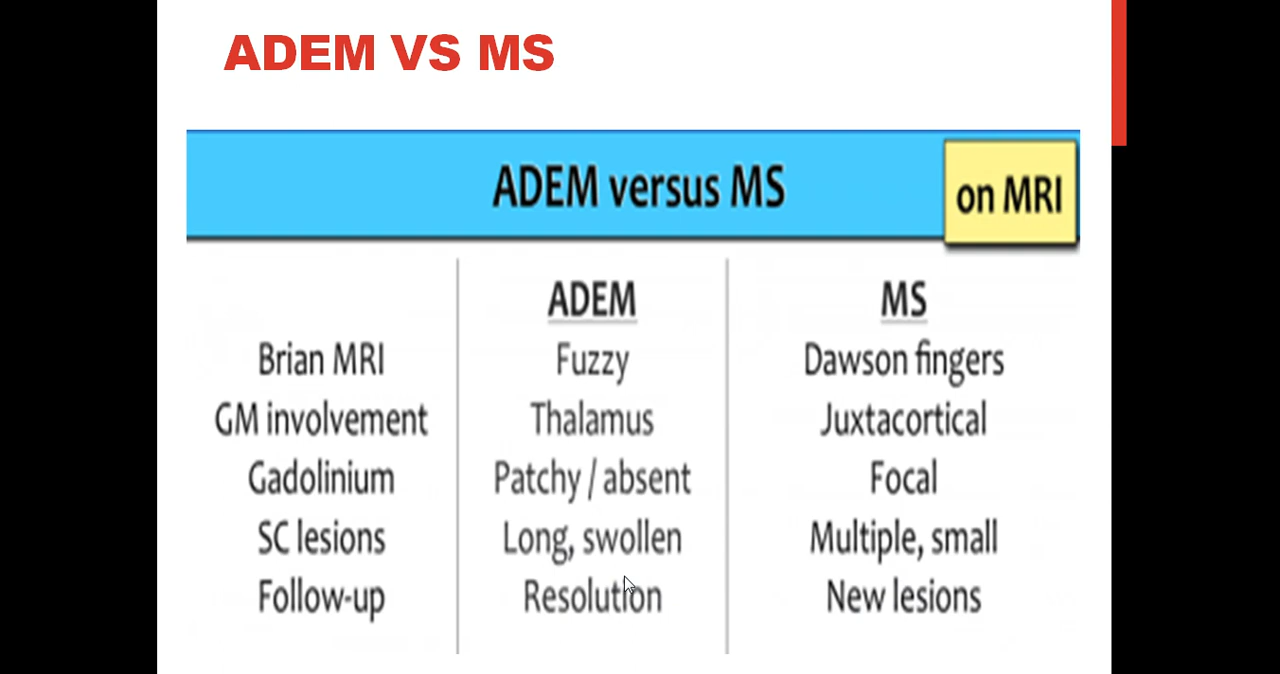 ADEM VS MS
ADEM versus MS
on MRI
ADEM MS
Brian MRI Fuzzy Dawson fingers
GM involvement Thalamus Juxtacortical
Gadolinium Patchy / absent Focal
SC lesions Long, swollen Multiple, small
Follow-up Resolution New lesions